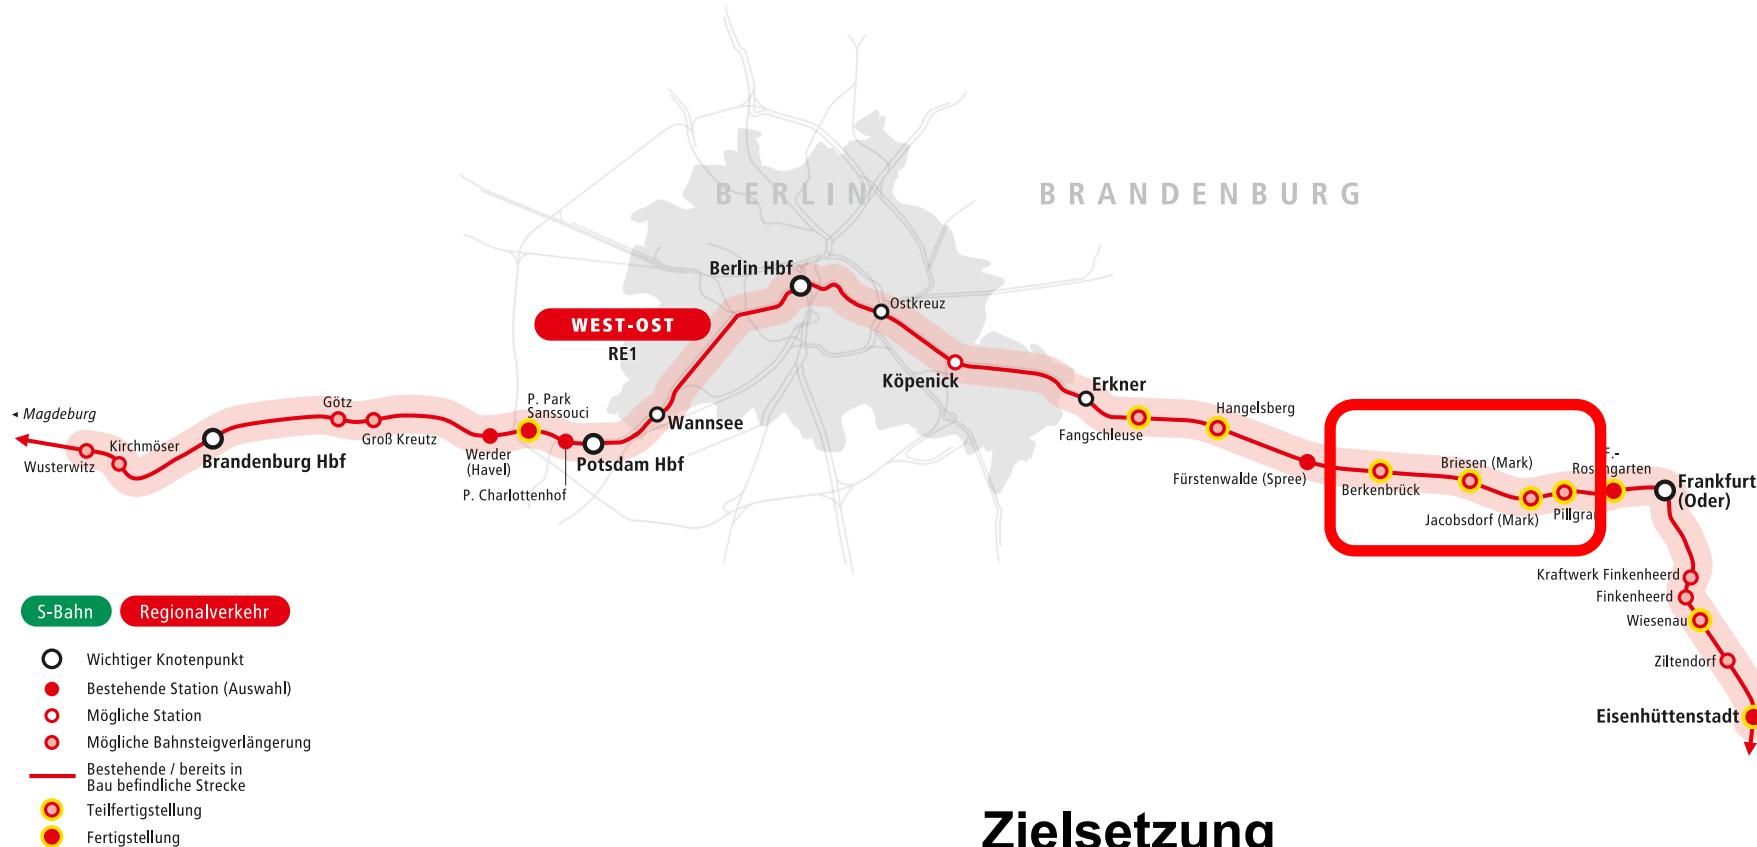 BERLIN
BRANDENBURG
Berlin Hbf
Ostkreuz
WEST-OST
RE1
Köpenick
Erkner
Hangelsberg
Fangschleuse
Götz
P. Park
Sanssouci
◂ Magdeburg
Groß Kreutz
Wannsee
Kirchmöser
Wusterwitz
Brandenburg Hbf
Werder
(Havel)
Potsdam Hbf
P. Charlottenhof
Fürstenwalde (Spree)
Berkenbrück
Briesen (Mark)
Jacobsdorf (Mark)
F.-
Frankfurt
(Oder)
Kraftwerk Finkenheerd
Finkenheerd
Wiesenau
Ziltendorf
Eisenhüttenstadt
S-Bahn
Regionalverkehr
Wichtiger Knotenpunkt
Bestehende Station (Auswahl)
Mögliche Station
Mögliche Bahnsteigverlängerung
Bestehende / bereits in
Bau befindliche Strecke
Teilfertigstellung
Fertigstellung
Zielsetzung